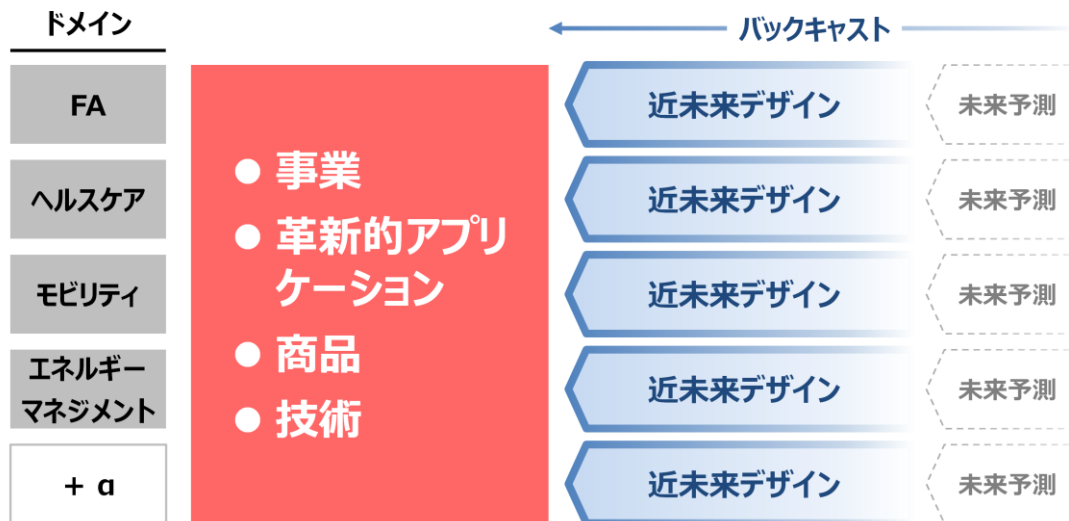 ドメイン
バックキャスト
FA
近未来デザイン
未来予測
ヘルスケア
近未来デザイン
未来予測
モビリティ
近未来デザイン
未来予測
エネルギー
マネジメント
近未来デザイン
未来予測
+ α
近未来デザイン
未来予測
● 事業
● 革新的アプリ
ケーション
● 商品
● 技術